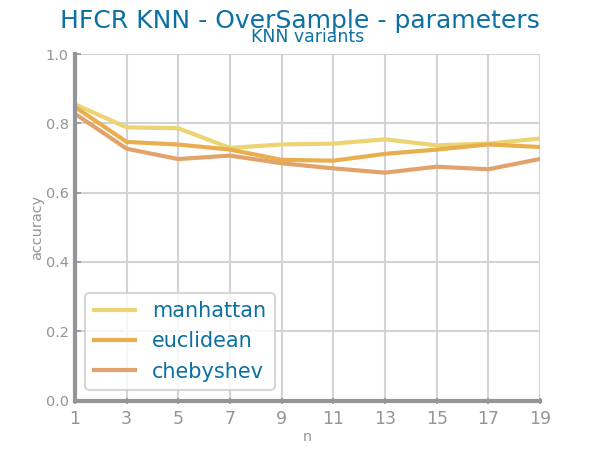 HFCR KNN - OverSample - parameters
KNN variants
1.0
0.8
0.6
0.4
0.2
0.0
accuracy
manhattan
euclidean
chebyshev
1 3 5 7 9 11 13 15 17 19
n